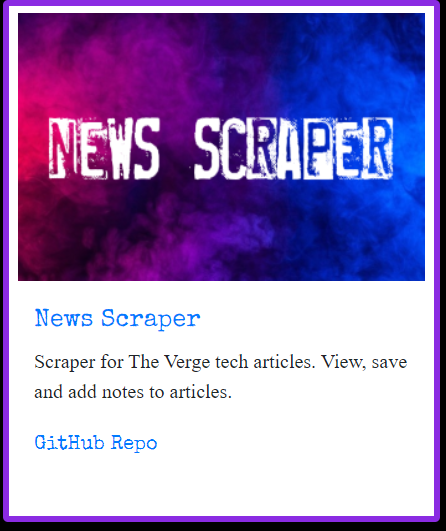 NEWS SCRAPER
News Scraper
Scraper for The Verge tech articles. View, save
and add notes to articles.
GitHub Repo